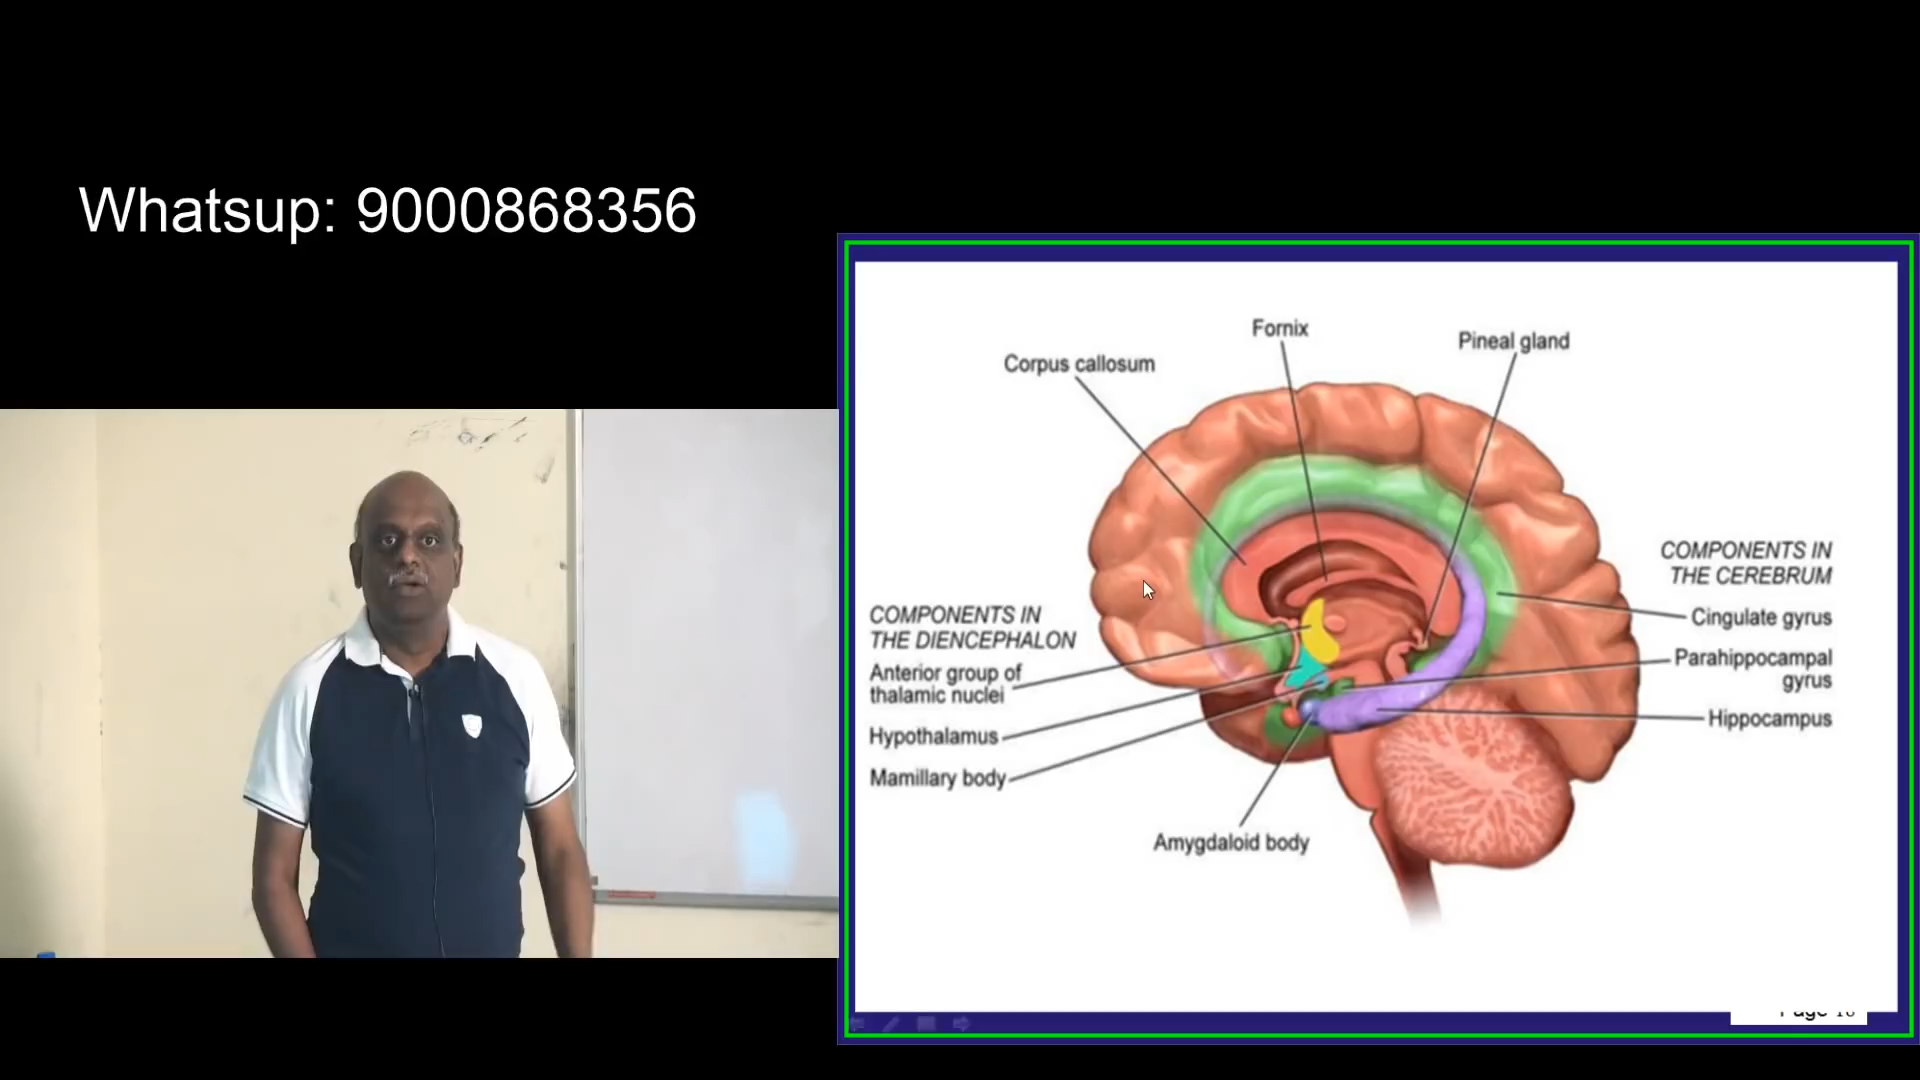 Whatsup: 9000868356
Fornix
Pineal gland
Corpus callosum
COMPONENTS IN
THE CEREBRUM
Cingulate gyrus
Parahippocampal
gyrus
Hippocampus
COMPONENTS IN
THE DIENCEPHALON
Anterior group of
thalamic nuclei
Hypothalamus
Mamillary body
Amygdaloid body
Page